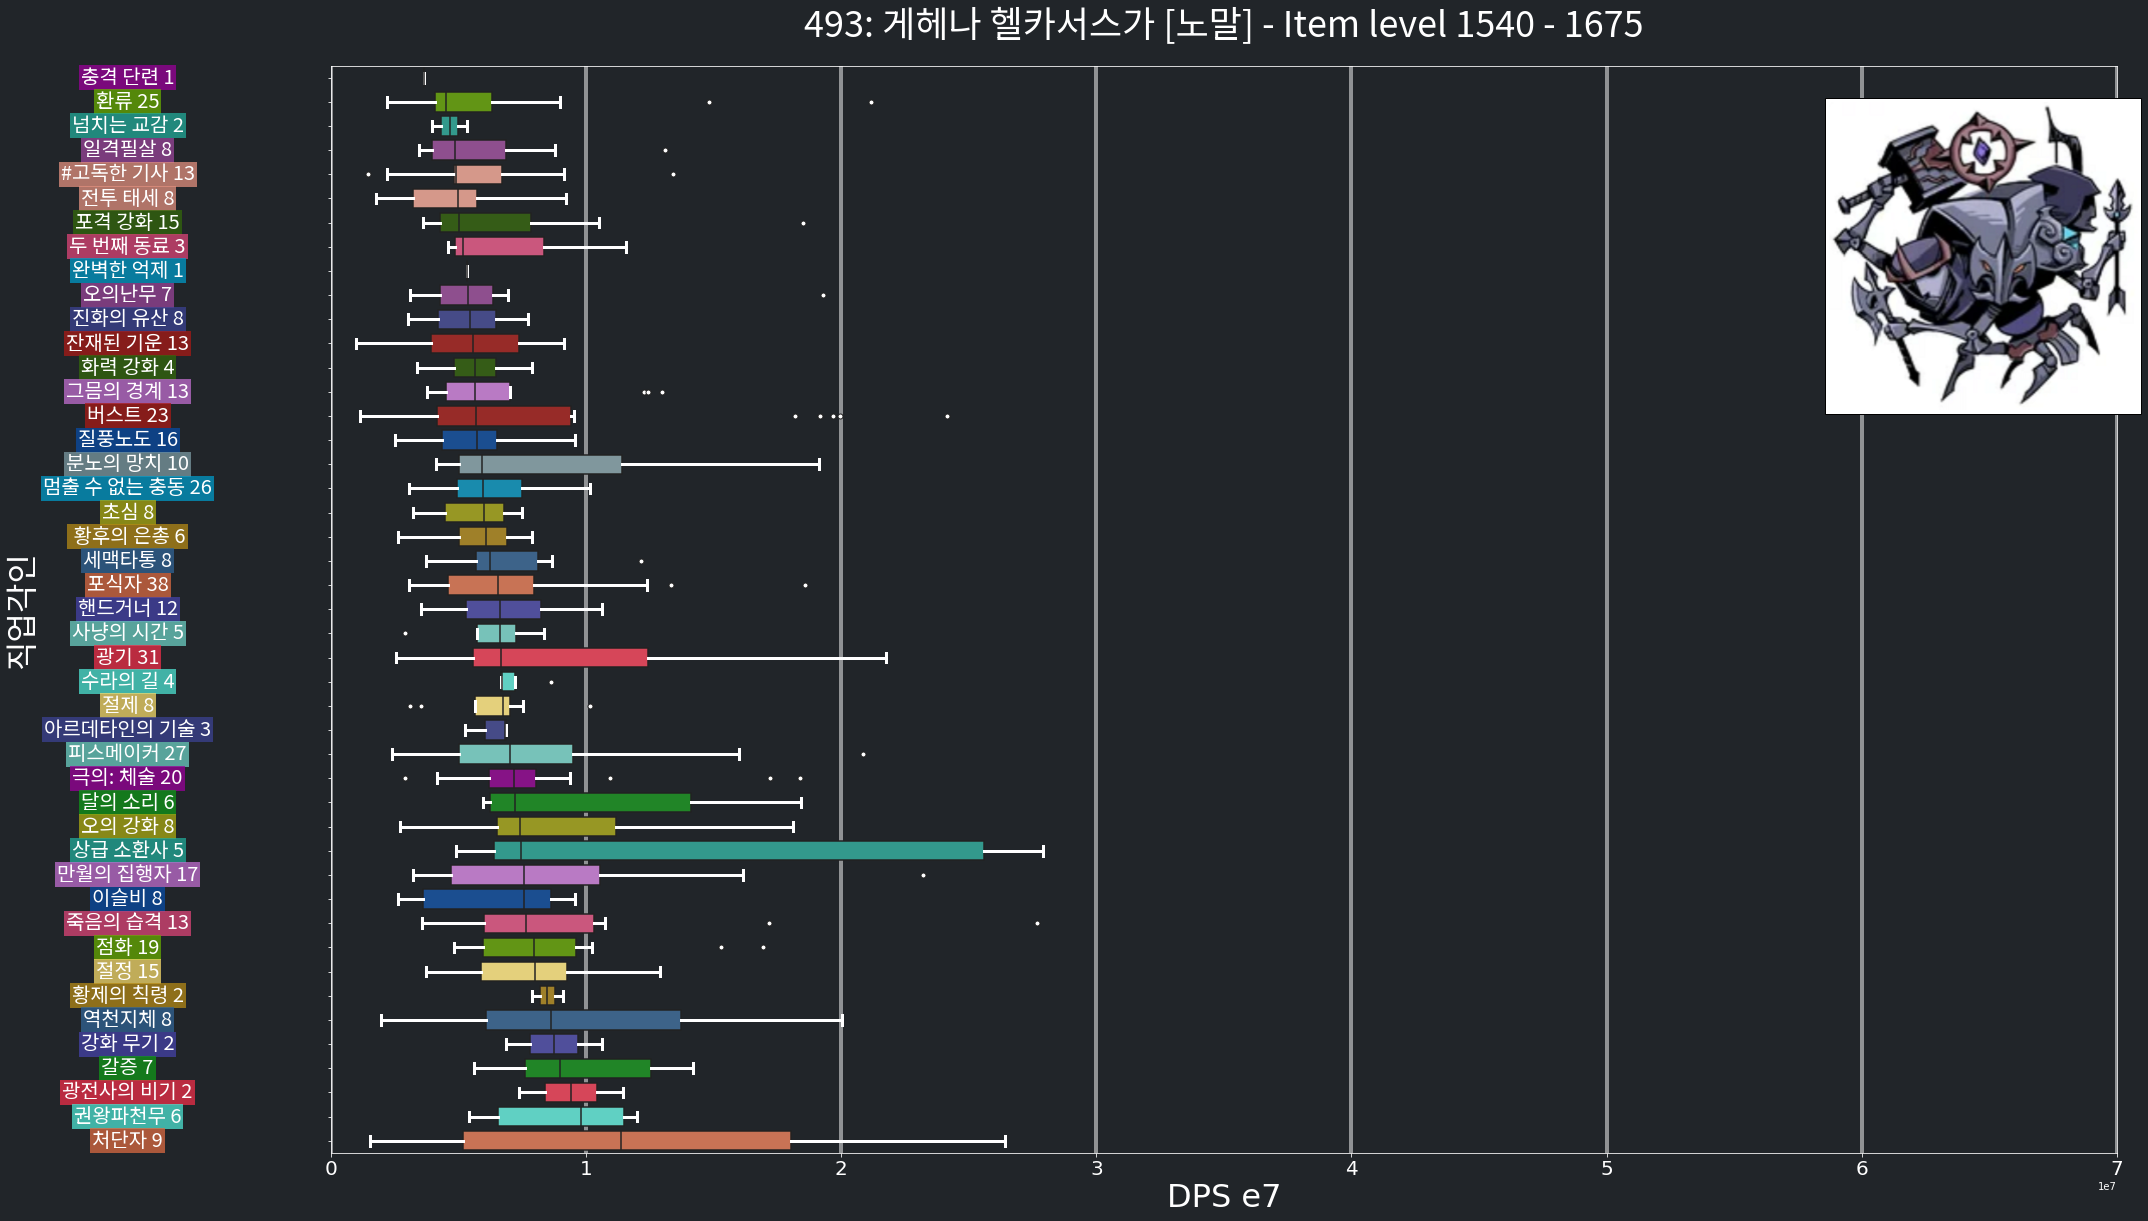 493: 게헤나 헬카서스가 [노말] - Item level 1540 - 1675
충격 단련 1
환류 25
넘치는 교감 2
일격필살 8
#고독한 기사 13
전투 태세 8
포격 강화 15
두 번째 동료 3
완벽한 억제 1
오의난무 7
진화의 유산 8
잔재된 기운 13
화력 강화 4
그믐의 경계 13
버스트 23
질풍노도 16
분노의 망치 10
멈출 수 없는 충동 26
초심 8
황후의 은총 6
세맥타통 8
포식자 38
핸드거너 12
사냥의 시간 5
광기 31
수라의 길 4
절제 8
아르데타인의 기술 3
피스메이커 27
극의: 체술 20
달의 소리 6
오의 강화 8
상급 소환사 5
만월의 집행자 17
이슬비 8
죽음의 습격 13
점화 19
절정 15
황제의 칙령 2
역천지체 8
강화 무기 2
갈증 7
광전사의 비기 2
권왕파천무 6
처단자 9
직업각인
0 1 2 3 4 5 6 7
1e7
DPS e7